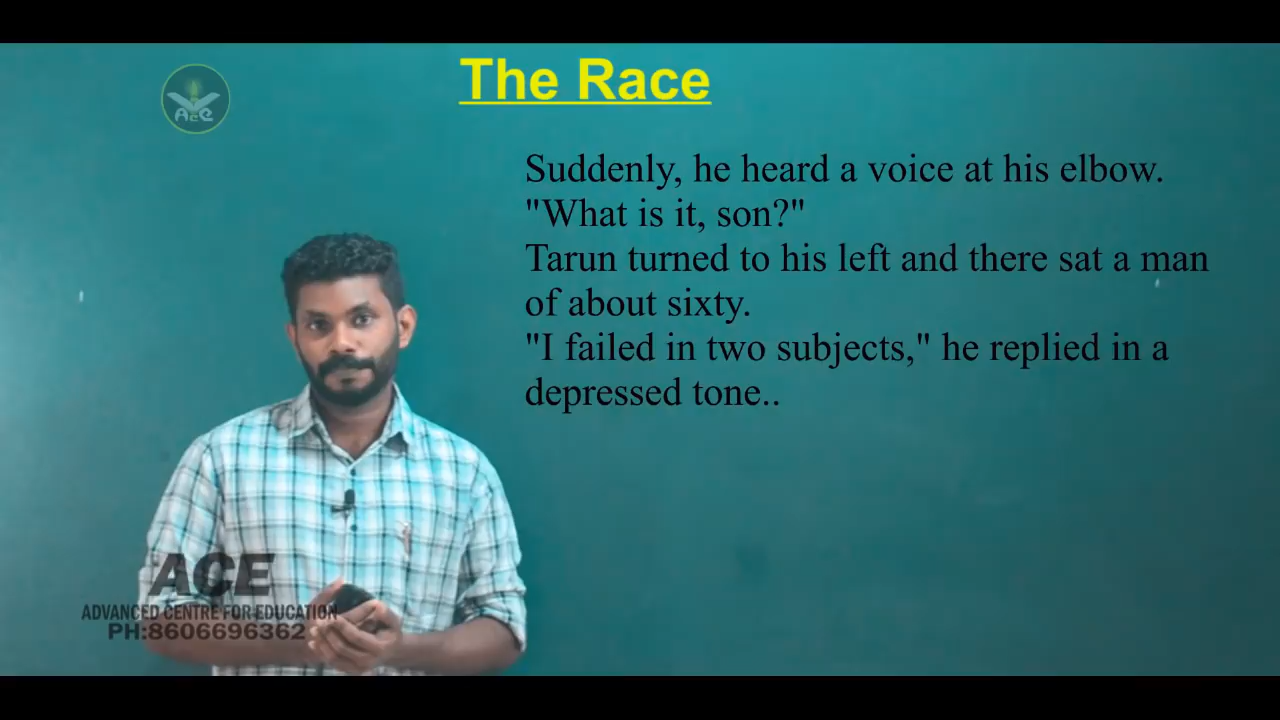 The Race
AcE
Suddenly, he heard a voice at his elbow.
"What is it, son?"
Tarun turned to his left and there sat a man
of about sixty.
"I failed in two subjects," he replied in a
depressed tone..
ACE
ADVANCED CENTRE FOR EDUCATION
PH:8606696362